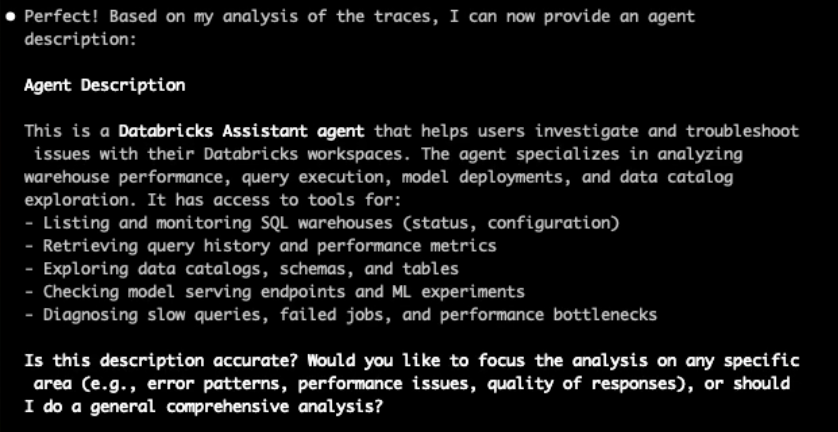 ● Perfect! Based on my analysis of the traces, I can now provide an agent
description:
Agent Description
This is a Databricks Assistant agent that helps users investigate and troubleshoot
issues with their Databricks workspaces. The agent specializes in analyzing
warehouse performance, query execution, model deployments, and data catalog
exploration. It has access to tools for:
- Listing and monitoring SQL warehouses (status, configuration)
- Retrieving query history and performance metrics
- Exploring data catalogs, schemas, and tables
- Checking model serving endpoints and ML experiments
- Diagnosing slow queries, failed jobs, and performance bottlenecks
Is this description accurate? Would you like to focus the analysis on any specific
area (e.g., error patterns, performance issues, quality of responses), or should
I do a general comprehensive analysis?